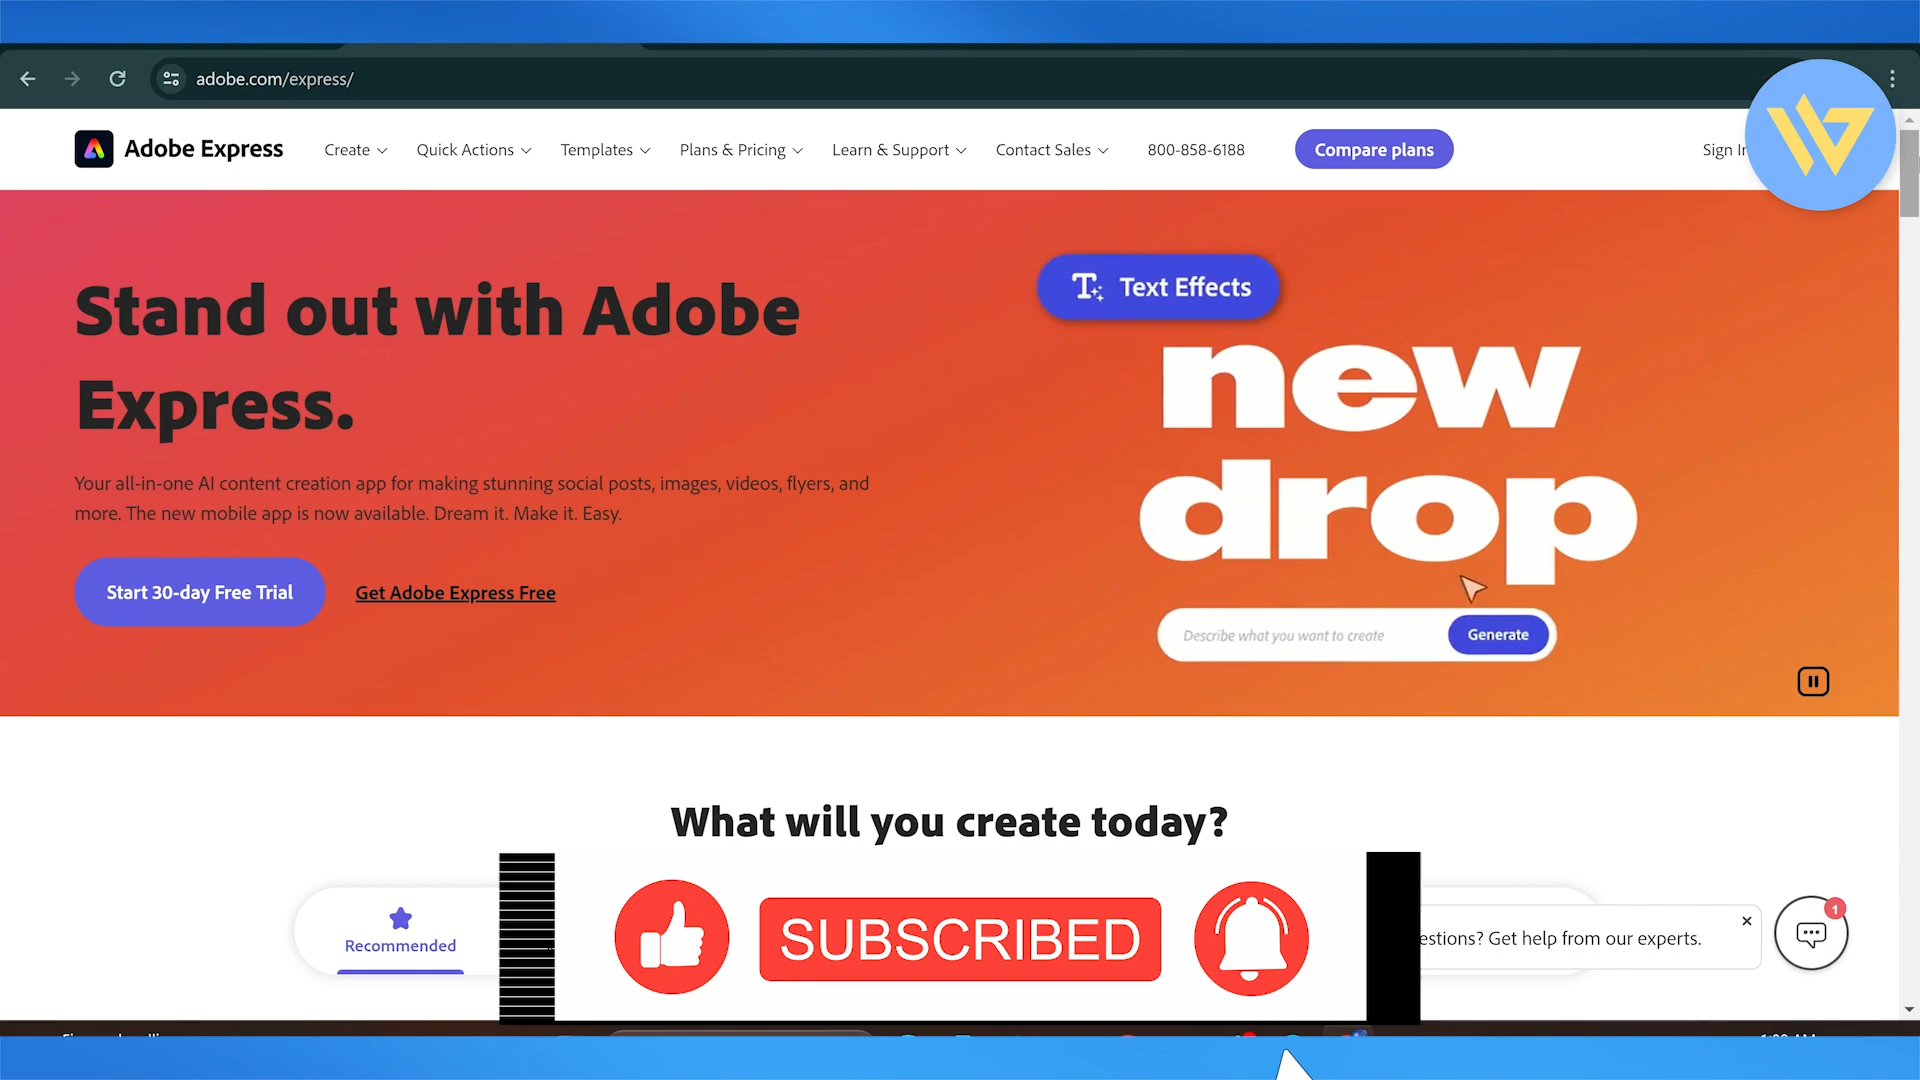 adobe.com/express/
Adobe Express
Create
Quick Actions
Templates
Plans & Pricing
Learn & Support
Contact Sales
800-858-6188
Compare plans
Sign In
Stand out with Adobe
Express.
Your all-in-one AI content creation app for making stunning social posts, images, videos, flyers, and
more. The new mobile app is now available. Dream it. Make it. Easy.
Start 30-day Free Trial
Get Adobe Express Free
Text Effects
new
drop
Describe what you want to create
Generate
What will you create today?
Recommended
SUBSCRIBED
estions? Get help from our experts.
1